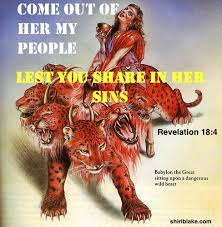 COME OUT OF
HER MY
PEOPLE
LEST YOU SHARE IN HER
SINS
Revelation 18:4
Babylon the Great
sitting upon a dangerous
wild beast
shirlblake.com